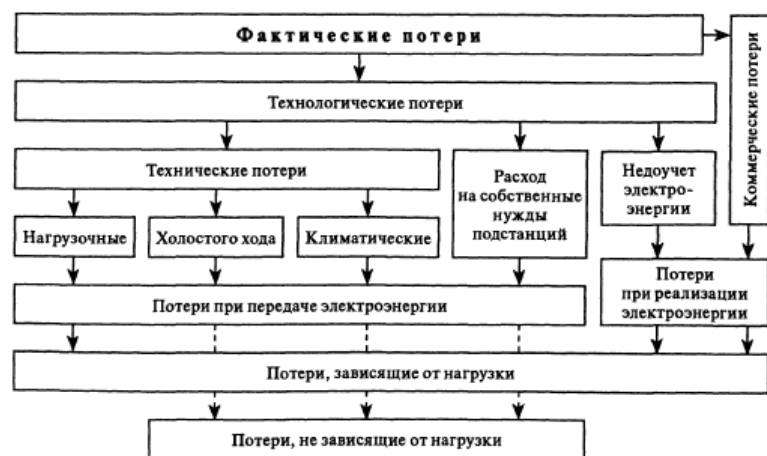 Фактические потери
Коммерческие потери
Технологические потери
Технические потери
Расход
на собственные
нужды
подстанций
Недоучет
электро-
энергии
Нагрузочные
Холостого хода
Климатические
Потери при передаче электроэнергии
Потери
при реализации
электроэнергии
Потери, зависящие от нагрузки
Потери, не зависящие от нагрузки